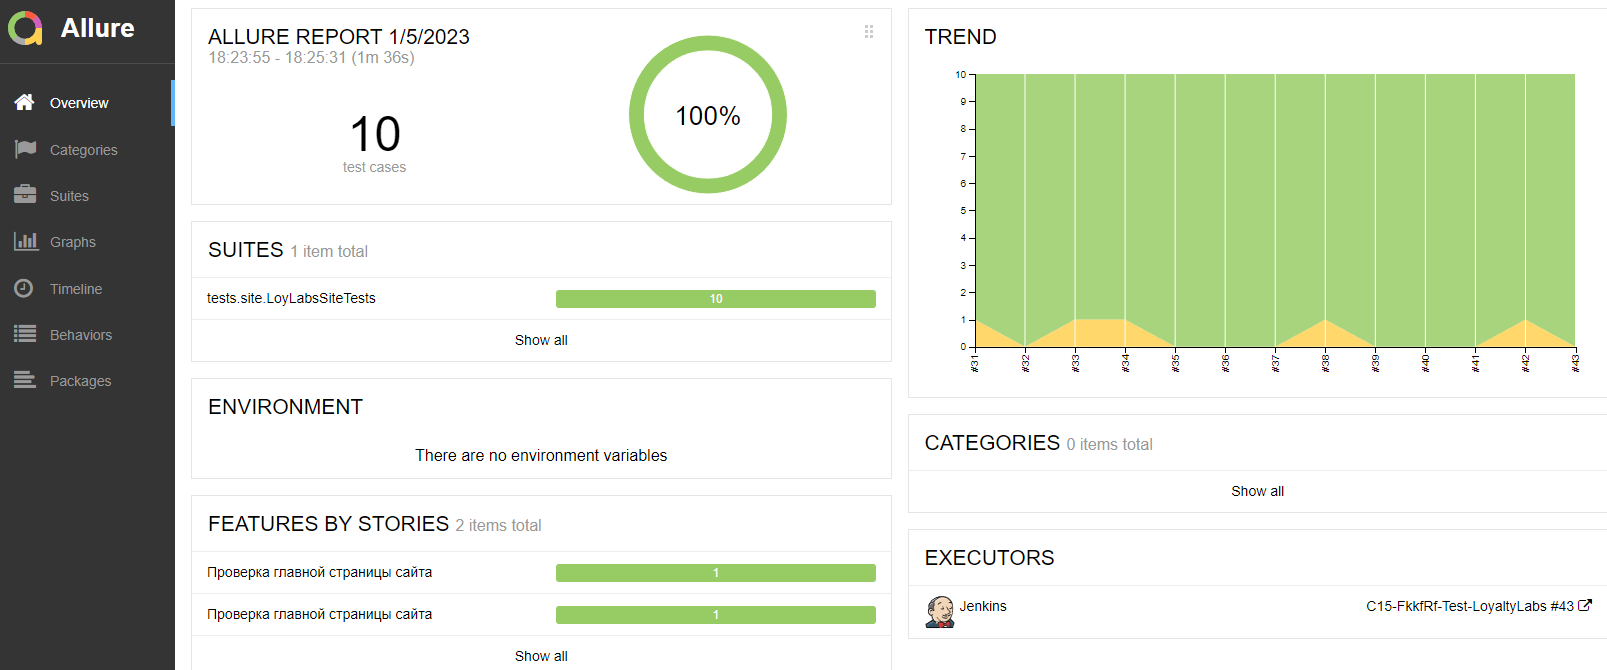 Allure
Overview
Categories
Suites
Graphs
Timeline
Behaviors
Packages
ALLURE REPORT 1/5/2023
18:23:55 - 18:25:31 (1m 36s)
10
test cases
100%
SUITES 1 item total
tests.site.LoyLabsSiteTests 10
Show all
ENVIRONMENT
There are no environment variables
FEATURES BY STORIES 2 items total
Проверка главной страницы сайта 1
Проверка главной страницы сайта 1
Show all
TREND
10
9
8
7
6
5
4
3
2
1
0
#31 #32 #33 #34 #35 #36 #37 #38 #39 #40 #41 #42 #43
CATEGORIES 0 items total
Show all
EXECUTORS
Jenkins C15-FkkfRf-Test-LoyaltyLabs #43